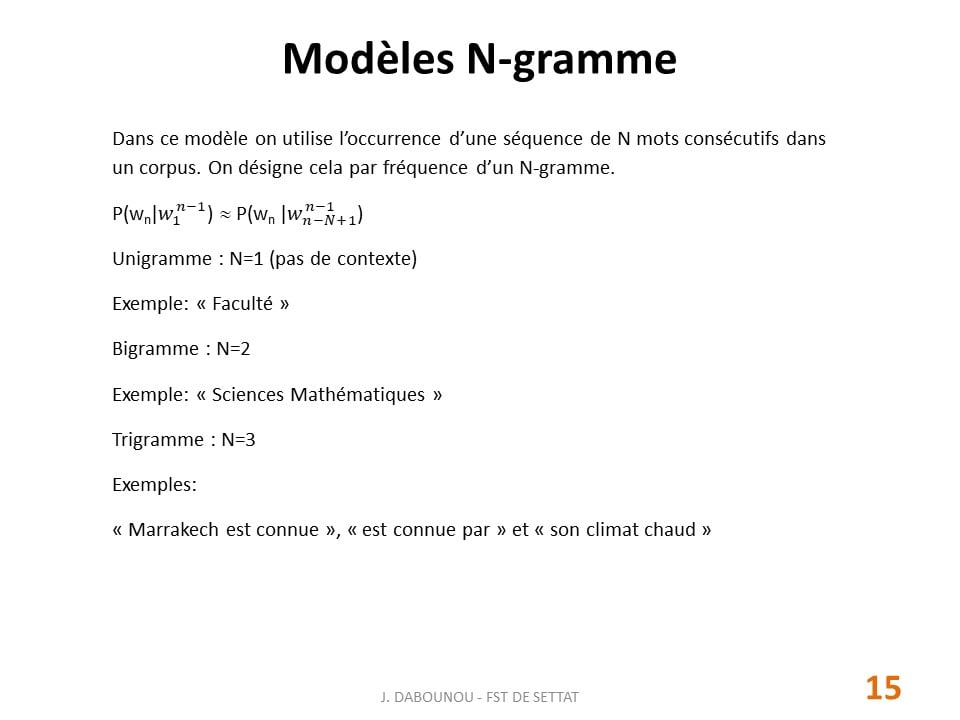 Modèles N-gramme
Dans ce modèle on utilise l’occurrence d’une séquence de N mots consécutifs dans
un corpus. On désigne cela par fréquence d’un N-gramme.
P(wₙ|𝑤₁ⁿ⁻¹) ≈ P(wₙ |𝑤ₙ₋N₊₁ⁿ⁻¹)
Unigramme : N=1 (pas de contexte)
Exemple: « Faculté »
Bigramme : N=2
Exemple: « Sciences Mathématiques »
Trigramme : N=3
Exemples:
« Marrakech est connue », « est connue par » et « son climat chaud »
J. DABOUNOU - FST DE SETTAT
15